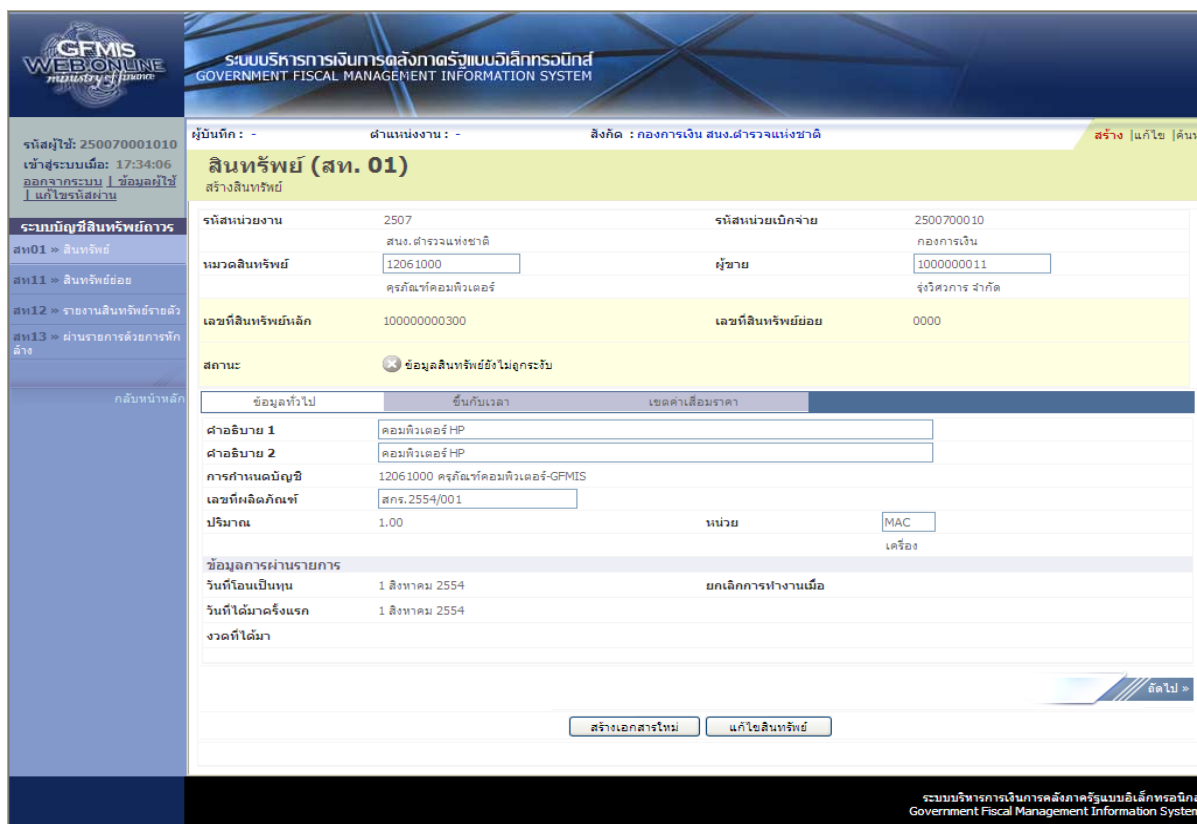 GFMIS
WEB ONLINE
ministry of finance
ระบบบริหารการเงินการคลังภาครัฐแบบอิเล็กทรอนิกส์
GOVERNMENT FISCAL MANAGEMENT INFORMATION SYSTEM
รหัสผู้ใช้: 250070001010
เข้าสู่ระบบเมื่อ: 17:34:06
ออกจากระบบ | ข้อมูลผู้ใช้
| แก้ไขรหัสผ่าน
ระบบบัญชีสินทรัพย์ถาวร
สท01 » สินทรัพย์
สท11 » สินทรัพย์ย่อย
สท12 » รายงานสินทรัพย์รายตัว
สท13 » ผ่านรายการด้วยการหักล้าง
กลับหน้าหลัก
ผู้บันทึก : - ตำแหน่งงาน : - สังกัด : กองการเงิน สนง.ตำรวจแห่งชาติ
สร้าง |แก้ไข |ค้นห
สินทรัพย์ (สท. 01)
สร้างสินทรัพย์
รหัสหน่วยงาน 2507 รหัสหน่วยเบิกจ่าย 2500700010
สนง.ตำรวจแห่งชาติ กองการเงิน
หมวดสินทรัพย์ 12061000 ผู้ขาย 1000000011
คุรภัณฑ์คอมพิวเตอร์ รุ่งวิศวการ จำกัด
เลขที่สินทรัพย์หลัก 100000000300 เลขที่สินทรัพย์ย่อย 0000
สถานะ ข้อมูลสินทรัพย์ยังไม่ถูกระงับ
ข้อมูลทั่วไป ขึ้นกับเวลา เขตค่าเสื่อมราคา
คำอธิบาย 1 คอมพิวเตอร์ HP
คำอธิบาย 2 คอมพิวเตอร์ HP
การกำหนดบัญชี 12061000 ครุภัณฑ์คอมพิวเตอร์-GFMIS
เลขที่ผลิตภัณฑ์ สกร.2554/001
ปริมาณ 1.00 หน่วย MAC
เครื่อง
ข้อมูลการผ่านรายการ
วันที่โอนเป็นทุน 1 สิงหาคม 2554 ยกเลิกการทำงานเมื่อ
วันที่ได้มาครั้งแรก 1 สิงหาคม 2554
งวดที่ได้มา
ถัดไป »
สร้างเอกสารใหม่ แก้ไขสินทรัพย์
ระบบบริหารการเงินการคลังภาครัฐแบบอิเล็กทรอนิกส
Government Fiscal Management Information System